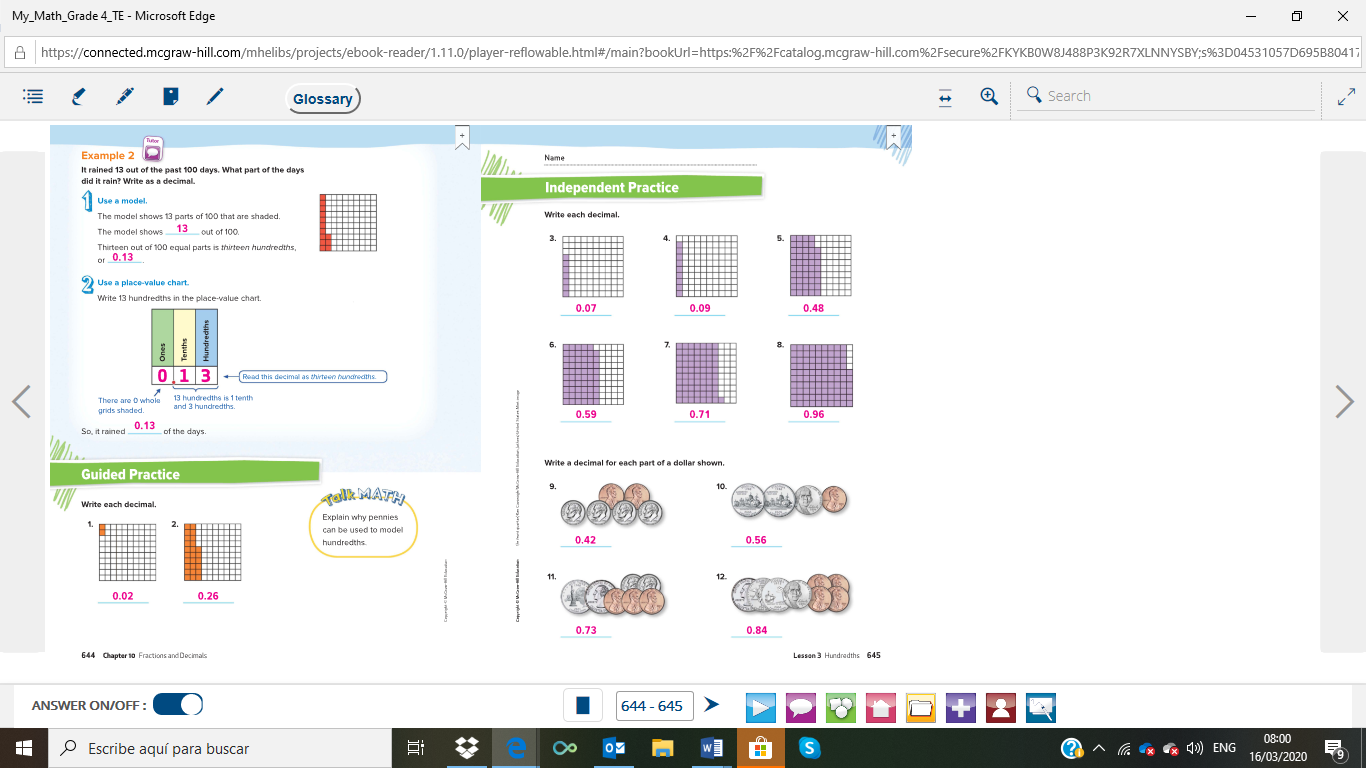 My_Math_Grade 4_TE - Microsoft Edge
https://connected.mcgraw-hill.com/mhelibs/projects/ebook-reader/1.11.0/player-reflowable.html#/main?bookUrl=https:%2F%2Fcatalog.mcgraw-hill.com%2Fsecure%2FKYKB0W8J488P3K92R7XLNNYSBY;s%3D04531057D695B80417
Glossary
Search
Example 2
Tutor
It rained 13 out of the past 100 days. What part of the days
did it rain? Write as a decimal.
1 Use a model.
The model shows 13 parts of 100 that are shaded.
The model shows 13 out of 100.
Thirteen out of 100 equal parts is thirteen hundredths,
or 0.13
2 Use a place-value chart.
Write 13 hundredths in the place-value chart.
Ones Tenths Hundredths
0 . 1 3
Read this decimal as thirteen hundredths.
There are 0 whole
grids shaded.
13 hundredths is 1 tenth
and 3 hundredths.
So, it rained 0.13 of the days.
Guided Practice
Write each decimal.
1. 2.
0.02 0.26
Talk MATH
Explain why pennies
can be used to model
hundredths.
Copyright © McGraw-Hill Education
644 Chapter 10 Fractions and Decimals
Name
Independent Practice
Write each decimal.
3. 4. 5.
0.07 0.09 0.48
6. 7. 8.
0.59 0.71 0.96
Write a decimal for each part of a dollar shown.
9. 10.
0.42 0.56
11. 12.
0.73 0.84
Copyright © McGraw-Hill Education
Lesson 3 Hundredths 645
ANSWER ON/OFF :
644 - 645
Escribe aquí para buscar
ENG
08:00
16/03/2020
9